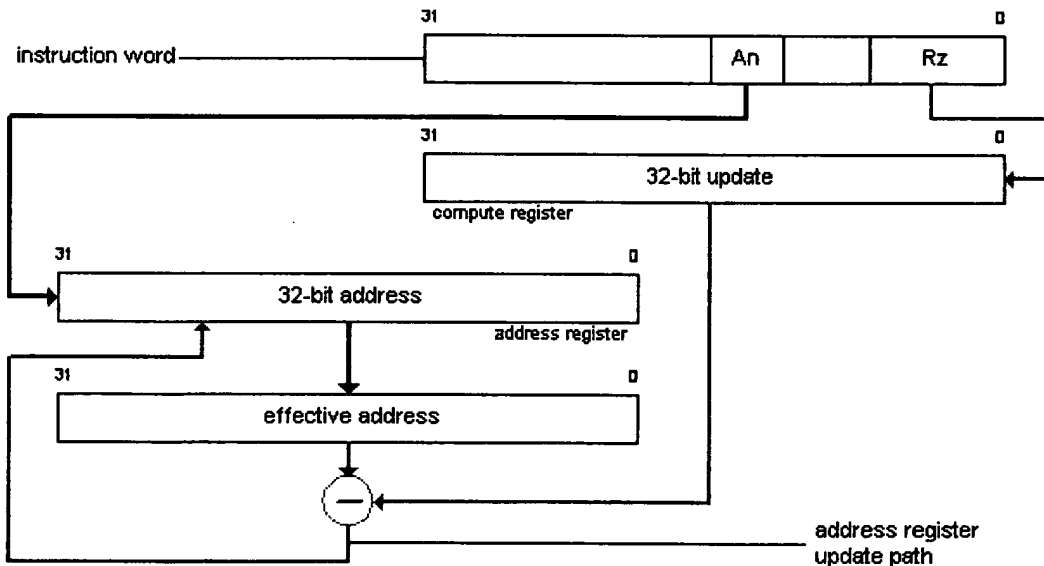 31 0
instruction word An Rz
31 0
32-bit update
compute register
31 0
32-bit address
address register
31 0
effective address
address register
update path